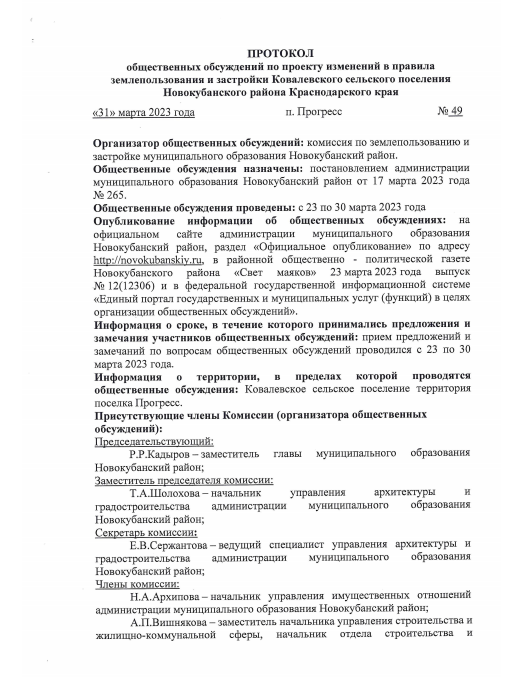 ПРОТОКОЛ
общественных обсуждений по проекту изменений в правила
землепользования и застройки Ковалевского сельского поселения
Новокубанского района Краснодарского края
«31» марта 2023 года п. Прогресс № 49
Организатор общественных обсуждений: комиссия по землепользованию и
застройке муниципального образования Новокубанский район.
Общественные обсуждения назначены: постановлением администрации
муниципального образования Новокубанский район от 17 марта 2023 года
№ 265.
Общественные обсуждения проведены: с 23 по 30 марта 2023 года
Опубликование информации об общественных обсуждениях: на
официальном сайте администрации муниципального образования
Новокубанский район, раздел «Официальное опубликование» по адресу
http://novokubanskiy.ru, в районной общественно - политической газете
Новокубанского района «Свет маяков» 23 марта 2023 года выпуск
№ 12(12306) и в федеральной государственной информационной системе
«Единый портал государственных и муниципальных услуг (функций) в целях
организации общественных обсуждений».
Информация о сроке, в течение которого принимались предложения и
замечания участников общественных обсуждений: прием предложений и
замечаний по вопросам общественных обсуждений проводился с 23 по 30
марта 2023 года.
Информация о территории, в пределах которой проводятся
общественные обсуждения: Ковалевское сельское поселение территория
поселка Прогресс.
Присутствующие члены Комиссии (организатора общественных
обсуждений):
Председательствующий:
Р.Р.Кадыров – заместитель главы муниципального образования
Новокубанский район;
Заместитель председателя комиссии:
Т.А.Шолохова – начальник управления архитектуры и
градостроительства администрации муниципального образования
Новокубанский район;
Секретарь комиссии:
Е.В.Сержантова – ведущий специалист управления архитектуры и
градостроительства администрации муниципального образования
Новокубанский район;
Члены комиссии:
Н.А.Архипова – начальник управления имущественных отношений
администрации муниципального образования Новокубанский район;
А.П.Вишнякова – заместитель начальника управления строительства и
жилищно-коммунальной сферы, начальник отдела строительства и